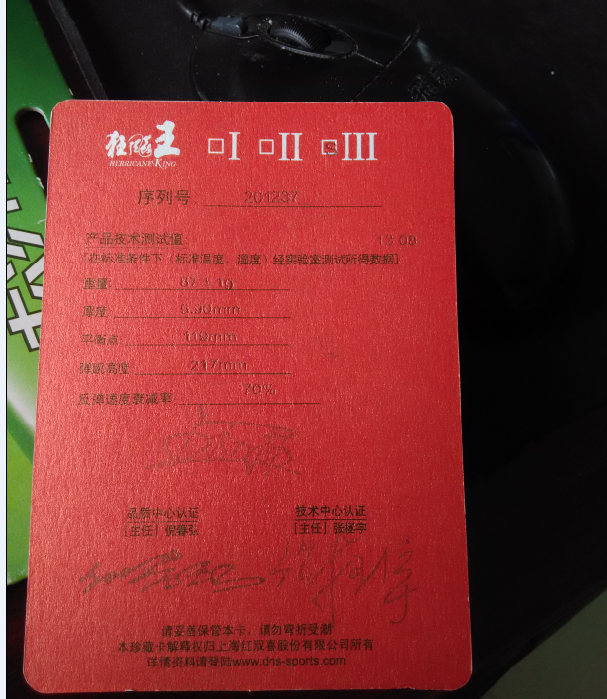 狂飚王 □I □II □III
HURRICANE·KING
序列号 201237
产品技术测试值 13.09
[在标准条件下(标准温度、湿度)经实验室测试所得数据]
重量: 87.1g
厚度
平衡点 119mm
弹跳高度 217mm
反弹速度衰减率 70%
品质中心认证 技术中心认证
[主任] [主任]
请妥善保管本卡,请勿弯折受潮
本珍藏卡解释权归上海红双喜股份有限公司所有
详情资料请登陆www.dhs-sports.com